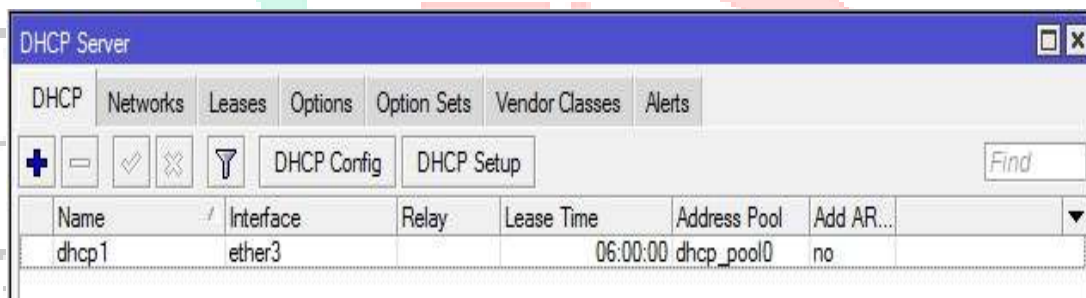 DHCP Server
DHCP Networks Leases Options Option Sets Vendor Classes Alerts
DHCP Config DHCP Setup Find
Name Interface Relay Lease Time Address Pool Add AR...
dhcp1 ether3 06:00:00 dhcp_pool0 no